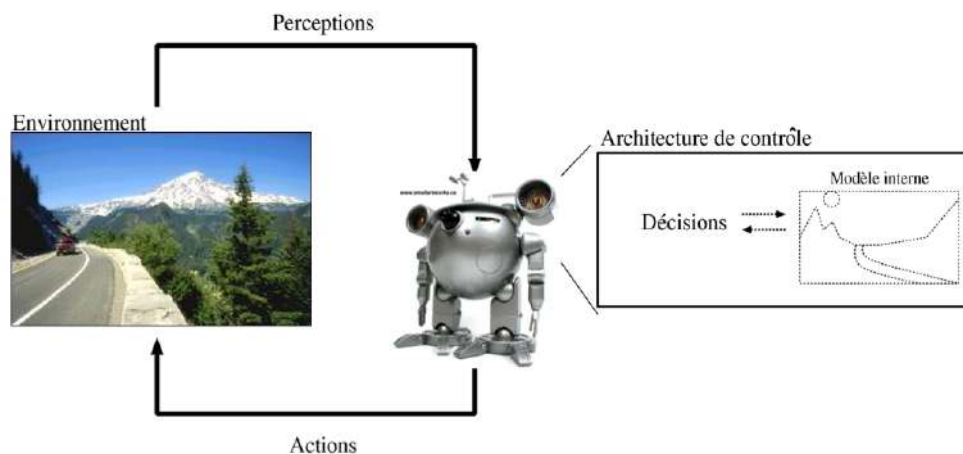 Perceptions
Environnement
Architecture de contrôle
Modèle interne
Décisions
Actions